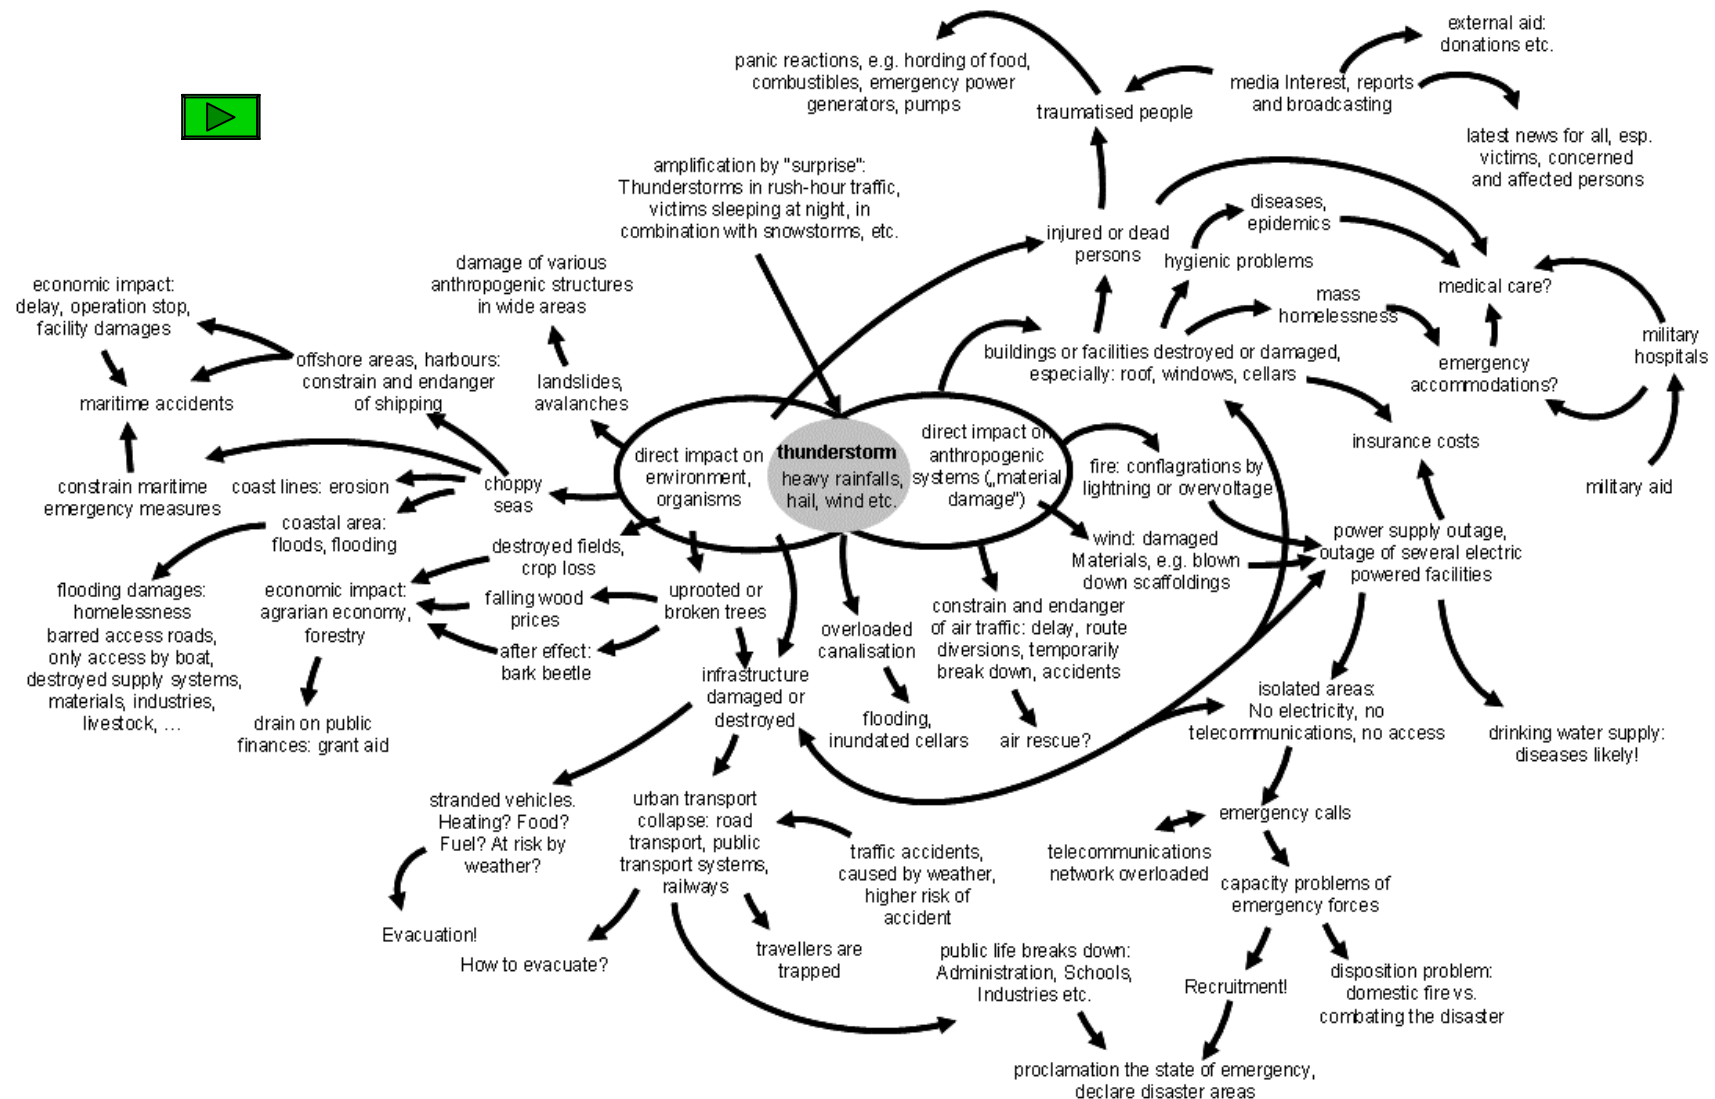 external aid:
donations etc.
panic reactions, e.g. hording of food,
combustibles, emergency power
generators, pumps
media Interest, reports
and broadcasting
traumatised people
latest news for all, esp.
victims, concerned
and affected persons
amplification by "surprise":
Thunderstorms in rush-hour traffic,
victims sleeping at night, in
combination with snowstorms, etc.
diseases,
epidemics
injured or dead
persons
hygienic problems
damage of various
anthropogenic structures
in wide areas
economic impact:
delay, operation stop,
facility damages
medical care?
mass
homelessness
military
hospitals
buildings or facilities destroyed or damaged,
especially: roof, windows, cellars
emergency
accommodations?
offshore areas, harbours:
constrain and endanger
of shipping
landslides,
avalanches
maritime accidents
insurance costs
direct impact on
environment,
organisms
thunderstorm
heavy rainfalls,
hail, wind etc.
direct impact on
anthropogenic
systems („material
damage")
fire: conflagrations by
lightning or overvoltage
military aid
constrain maritime
emergency measures
coast lines: erosion
choppy
seas
coastal area:
floods, flooding
wind: damaged
Materials, e.g. blown
down scaffoldings
power supply outage,
outage of several electric
powered facilities
destroyed fields,
crop loss
flooding damages:
homelessness
barred access roads,
only access by boat,
destroyed supply systems,
materials, industries,
livestock, ...
economic impact:
agrarian economy,
forestry
falling wood
prices
uprooted or
broken trees
after effect:
bark beetle
overloaded
canalisation
constrain and endanger
of air traffic: delay, route
diversions, temporarily
break down, accidents
infrastructure
damaged or
destroyed
isolated areas:
No electricity, no
telecommunications, no access
drain on public
finances: grant aid
flooding,
inundated cellars
air rescue?
drinking water supply:
diseases likely!
stranded vehicles.
Heating? Food?
Fuel? At risk by
weather?
urban transport
collapse: road
transport, public
transport systems,
railways
traffic accidents,
caused by weather,
higher risk of
accident
emergency calls
telecommunications
network overloaded
capacity problems of
emergency forces
Evacuation!
How to evacuate?
travellers are
trapped
public life breaks down:
Administration, Schools,
Industries etc.
Recruitment!
disposition problem:
domestic fire vs.
combating the disaster
proclamation the state of emergency,
declare disaster areas